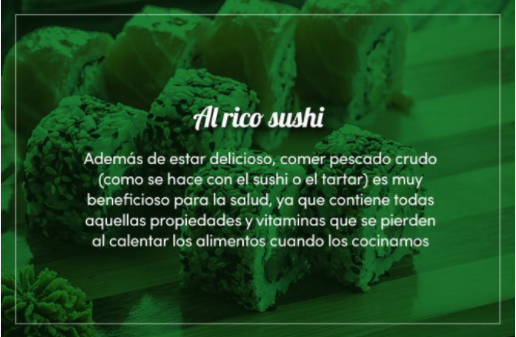 Al rico sushi
Además de estar delicioso, comer pescado crudo
(como se hace con el sushi o el tartar) es muy
beneficioso para la salud, ya que contiene todas
aquellas propiedades y vitaminas que se pierden
al calentar los alimentos cuando los cocinamos